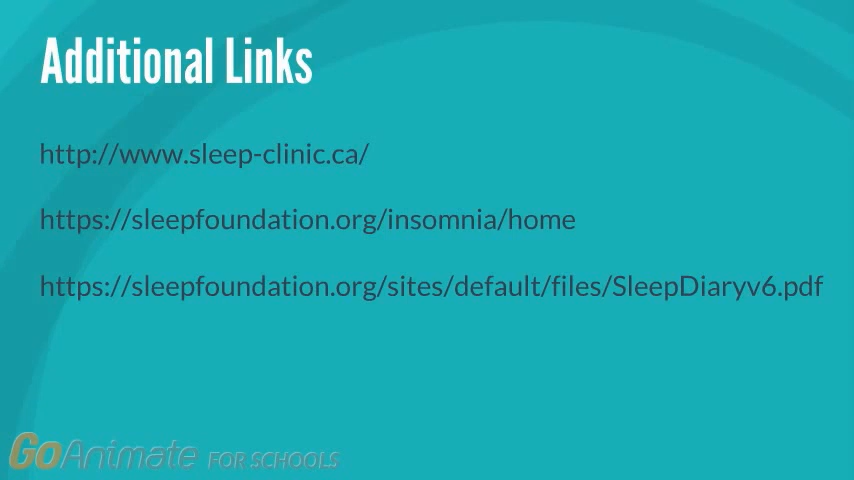 Additional Links
http://www.sleep-clinic.ca/
https://sleepfoundation.org/insomnia/home
https://sleepfoundation.org/sites/default/files/SleepDiaryv6.pdf
GoAnimate FOR SCHOOLS